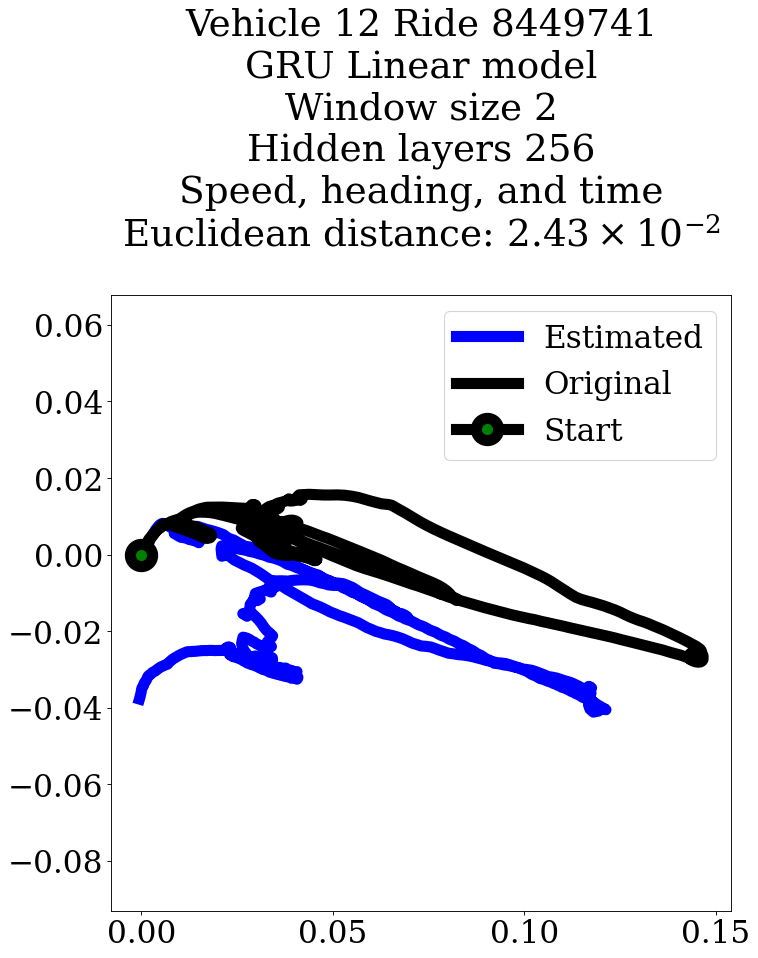 Vehicle 12 Ride 8449741
GRU Linear model
Window size 2
Hidden layers 256
Speed, heading, and time
Euclidean distance: 2.43 × 10⁻²
Estimated
Original
Start
0.06
0.04
0.02
0.00
−0.02
−0.04
−0.06
−0.08
0.00 0.05 0.10 0.15